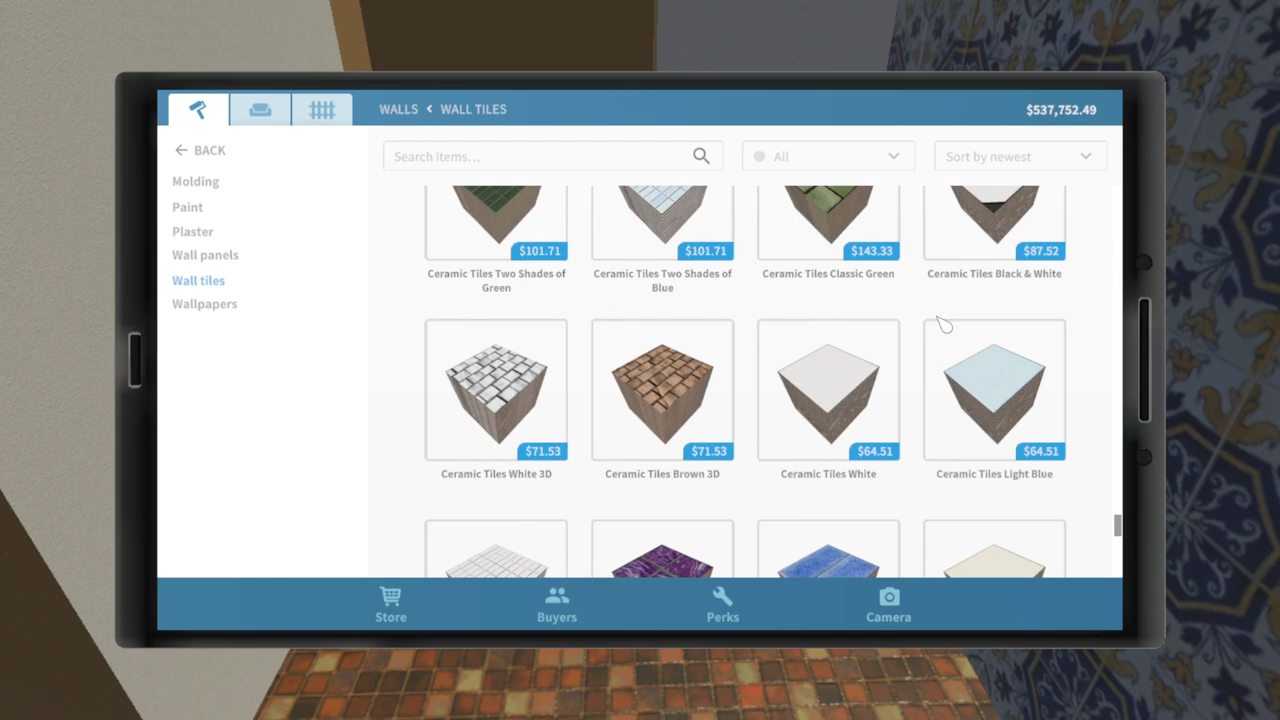 WALLS < WALL TILES
$537,752.49
BACK
Search items...
All
Sort by newest
Molding
Paint
Plaster
Wall panels
Wall tiles
Wallpapers
$101.71
$101.71
$143.33
$87.52
Ceramic Tiles Two Shades of
Green
Ceramic Tiles Two Shades of
Blue
Ceramic Tiles Classic Green
Ceramic Tiles Black & White
$71.53
$71.53
$64.51
$64.51
Ceramic Tiles White 3D
Ceramic Tiles Brown 3D
Ceramic Tiles White
Ceramic Tiles Light Blue
Store
Buyers
Perks
Camera